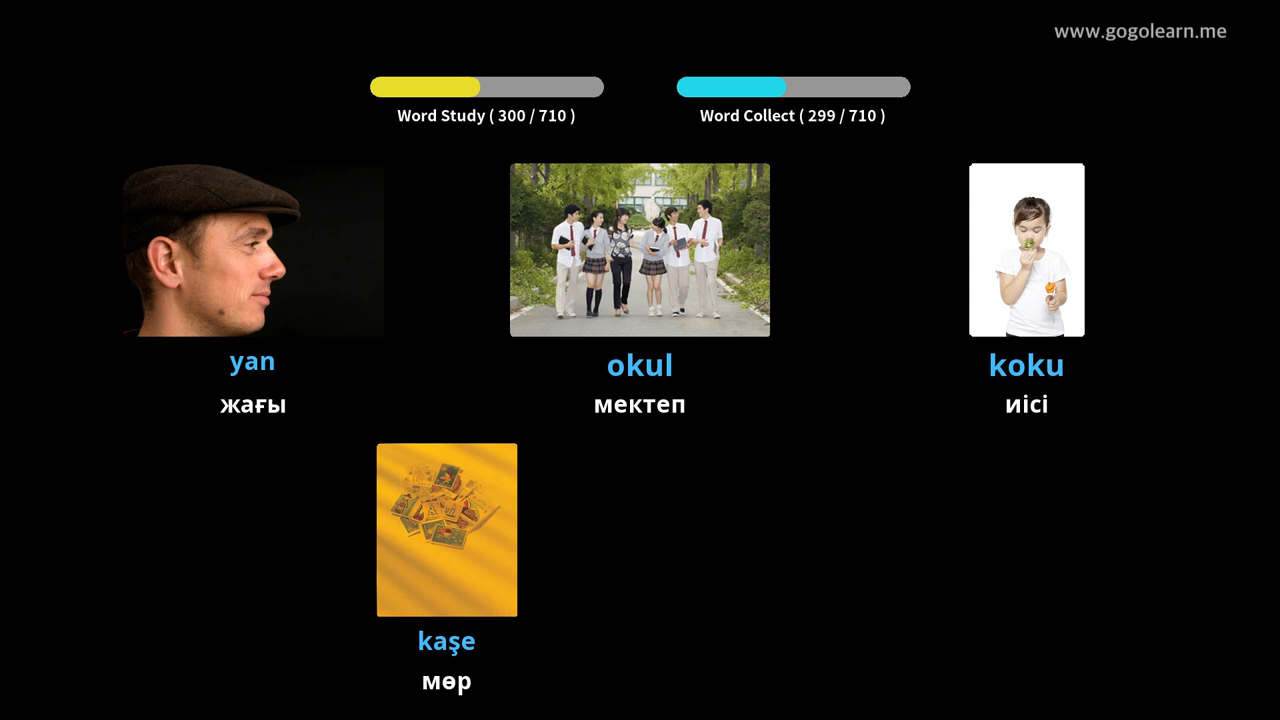 www.gogolearn.me
Word Study ( 300 / 710 )
Word Collect ( 299 / 710 )
yan
жағы
okul
мектеп
koku
иісі
kaşe
мөр